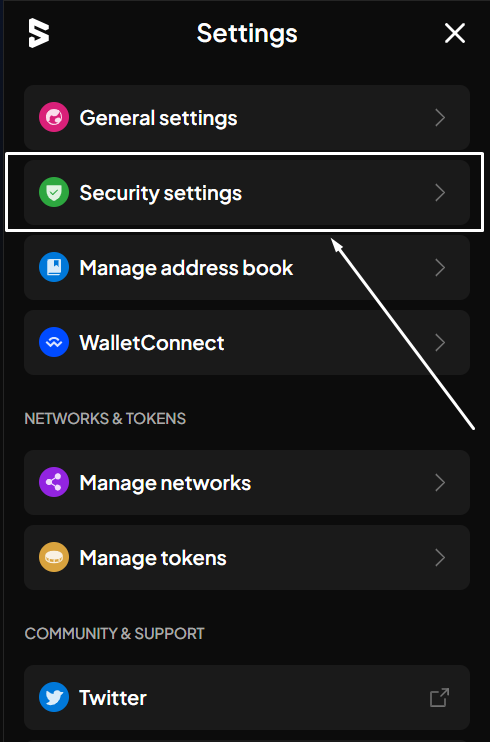 Settings
General settings
Security settings
Manage address book
WalletConnect
NETWORKS & TOKENS
Manage networks
Manage tokens
COMMUNITY & SUPPORT
Twitter